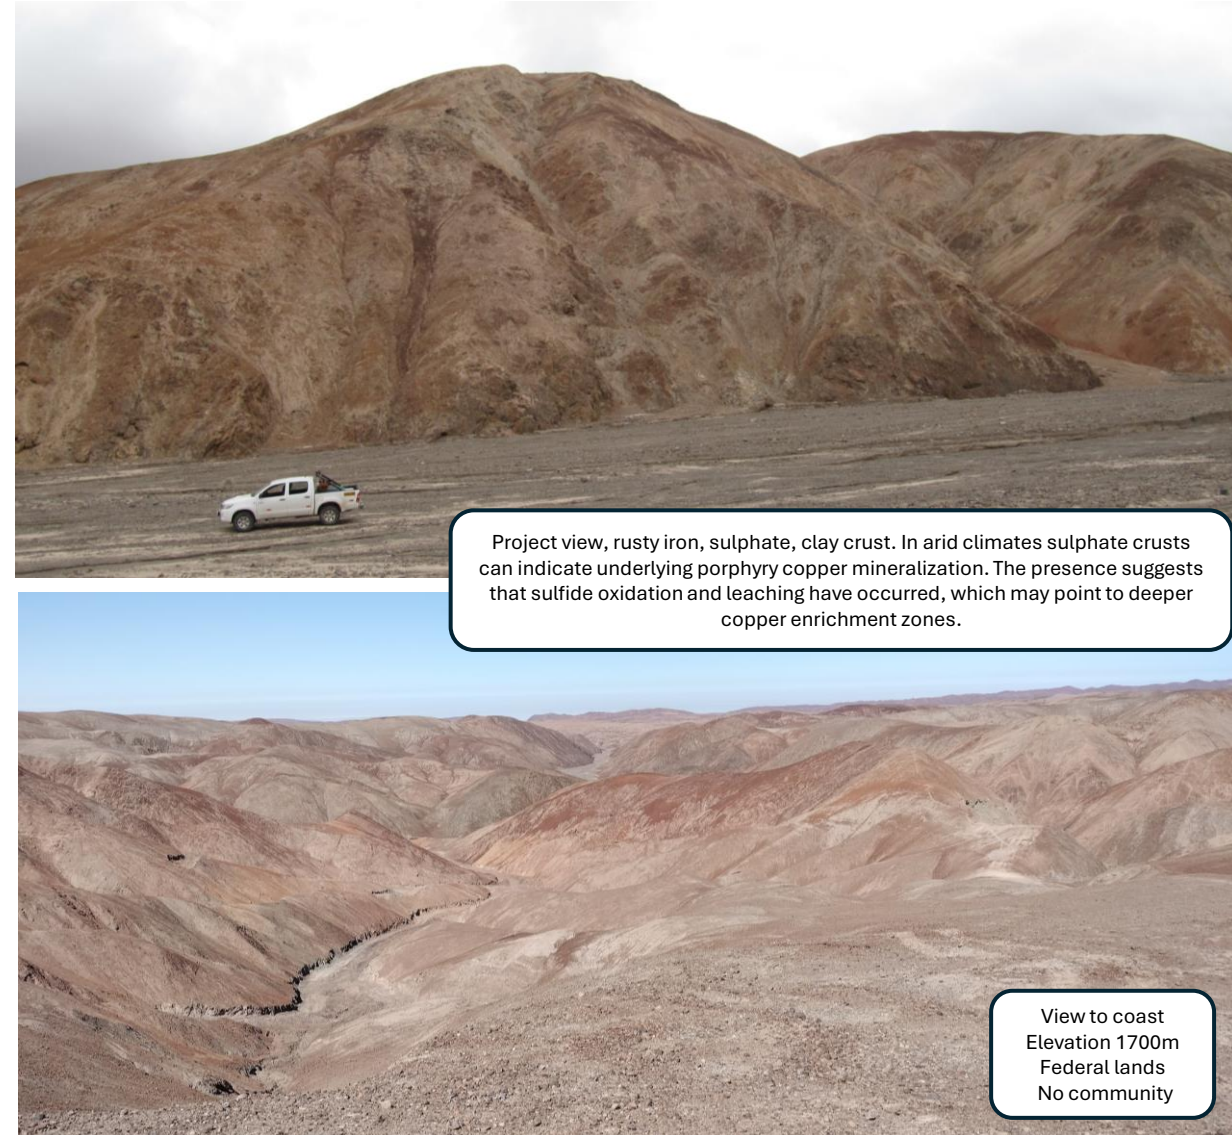 Project view, rusty iron, sulphate, clay crust. In arid climates sulphate crusts
can indicate underlying porphyry copper mineralization. The presence suggests
that sulfide oxidation and leaching have occurred, which may point to deeper
copper enrichment zones.
View to coast
Elevation 1700m
Federal lands
No community